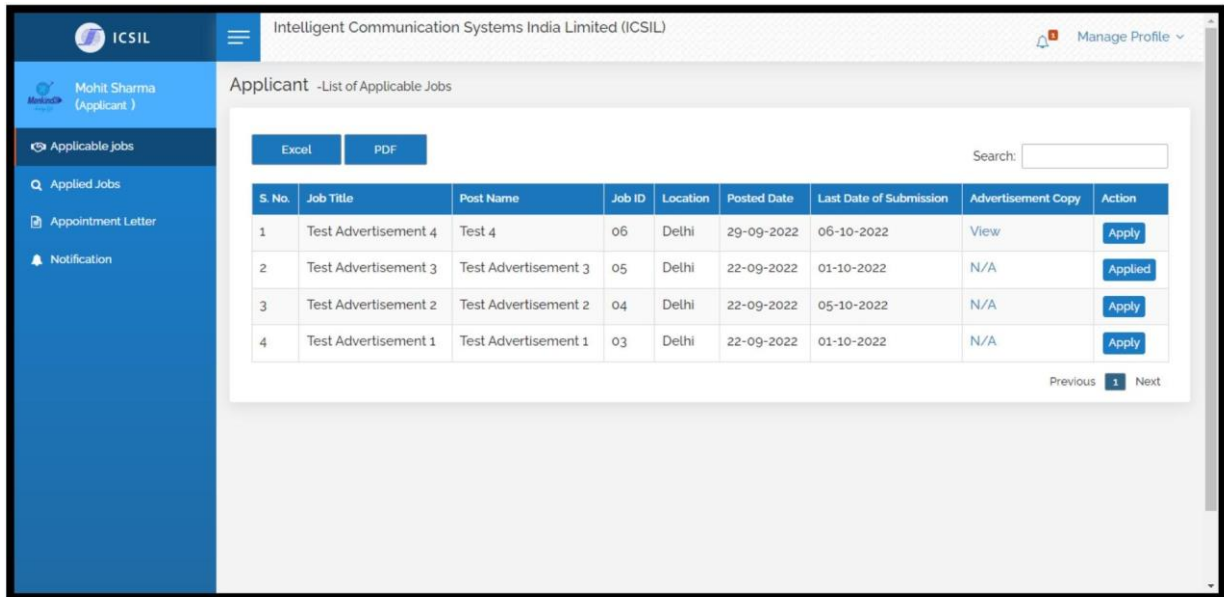 ICSIL
Intelligent Communication Systems India Limited (ICSIL)
1
Manage Profile
Mohit Sharma
(Applicant )
Applicant -List of Applicable Jobs
Applicable jobs
Applied Jobs
Appointment Letter
Notification
Excel PDF
Search:
S. No. Job Title Post Name Job ID Location Posted Date Last Date of Submission Advertisement Copy Action
1 Test Advertisement 4 Test 4 06 Delhi 29-09-2022 06-10-2022 View Apply
2 Test Advertisement 3 Test Advertisement 3 05 Delhi 22-09-2022 01-10-2022 N/A Applied
3 Test Advertisement 2 Test Advertisement 2 04 Delhi 22-09-2022 05-10-2022 N/A Apply
4 Test Advertisement 1 Test Advertisement 1 03 Delhi 22-09-2022 01-10-2022 N/A Apply
Previous 1 Next